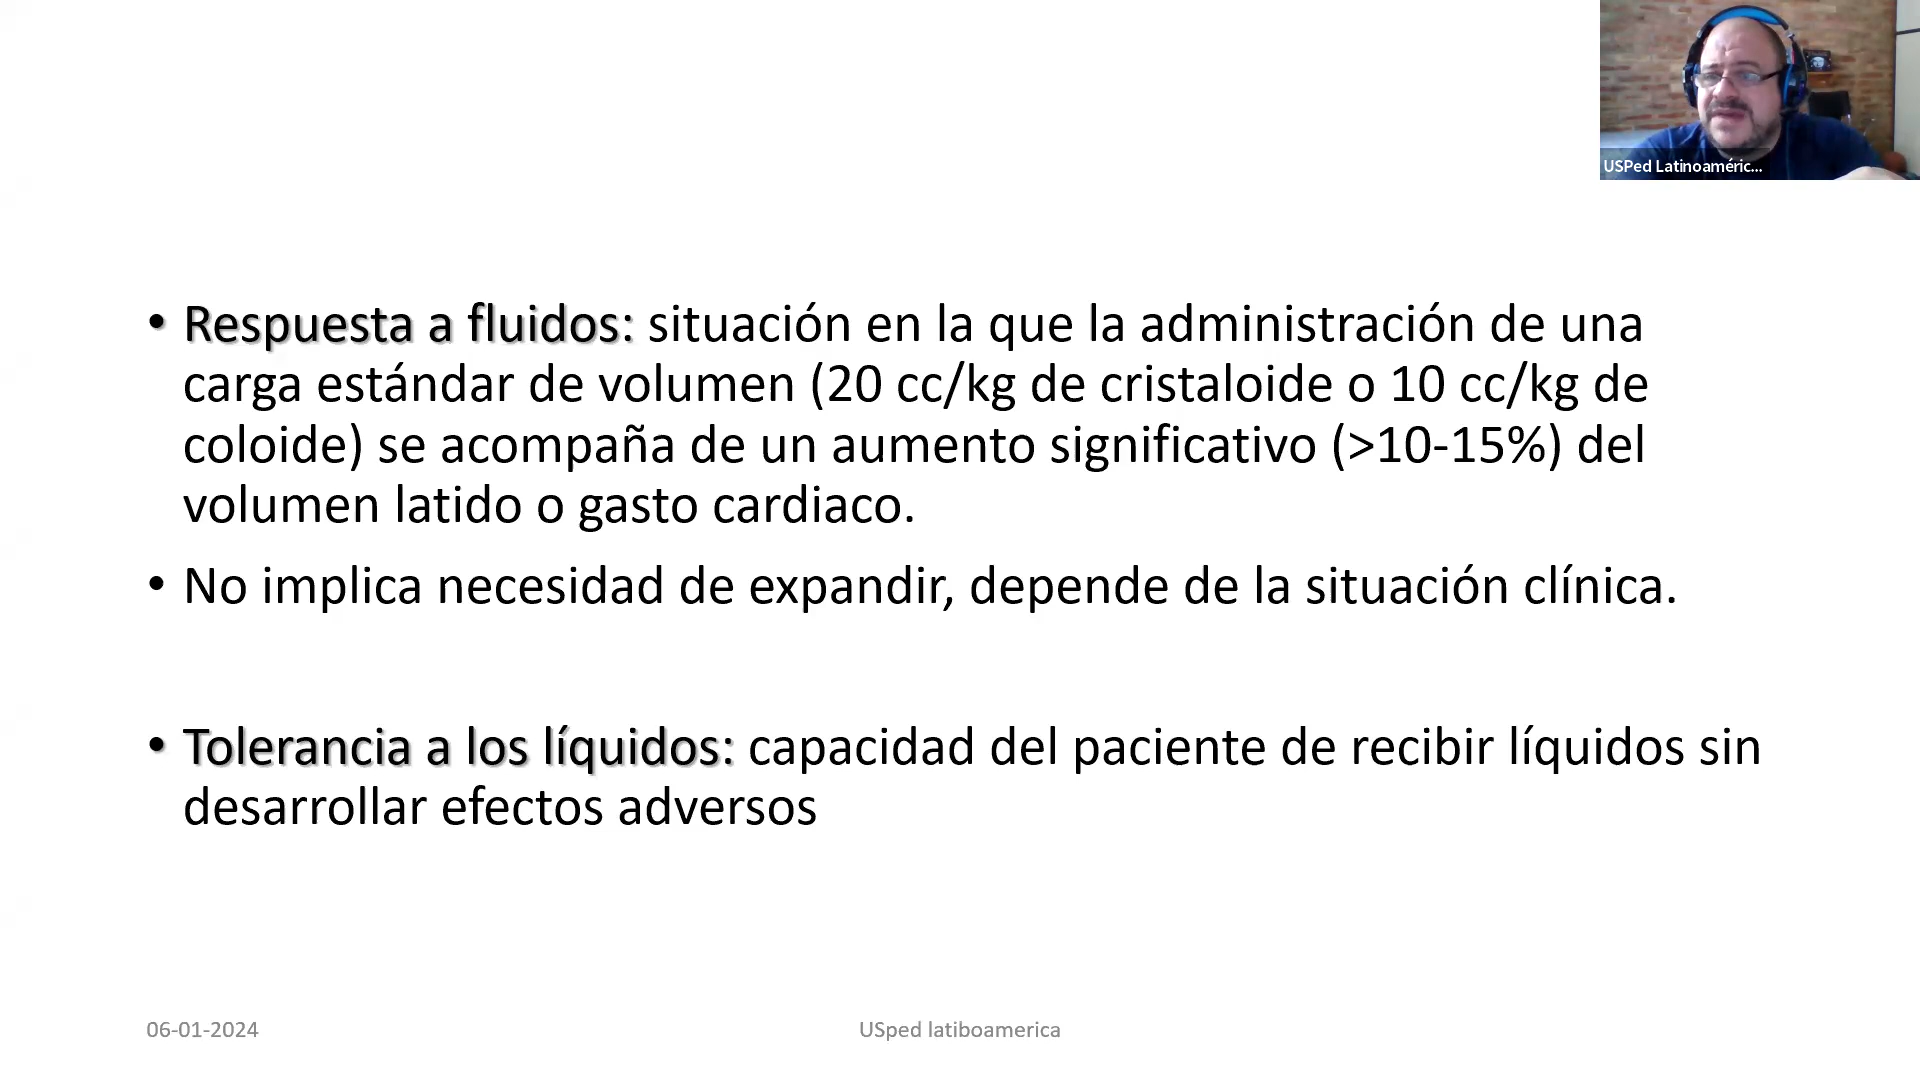 USPed Latinoaméric...
• Respuesta a fluidos: situación en la que la administración de una
carga estándar de volumen (20 cc/kg de cristaloide o 10 cc/kg de
coloide) se acompaña de un aumento significativo (>10-15%) del
volumen latido o gasto cardiaco.
• No implica necesidad de expandir, depende de la situación clínica.
• Tolerancia a los líquidos: capacidad del paciente de recibir líquidos sin
desarrollar efectos adversos
06-01-2024
USped latiboamerica